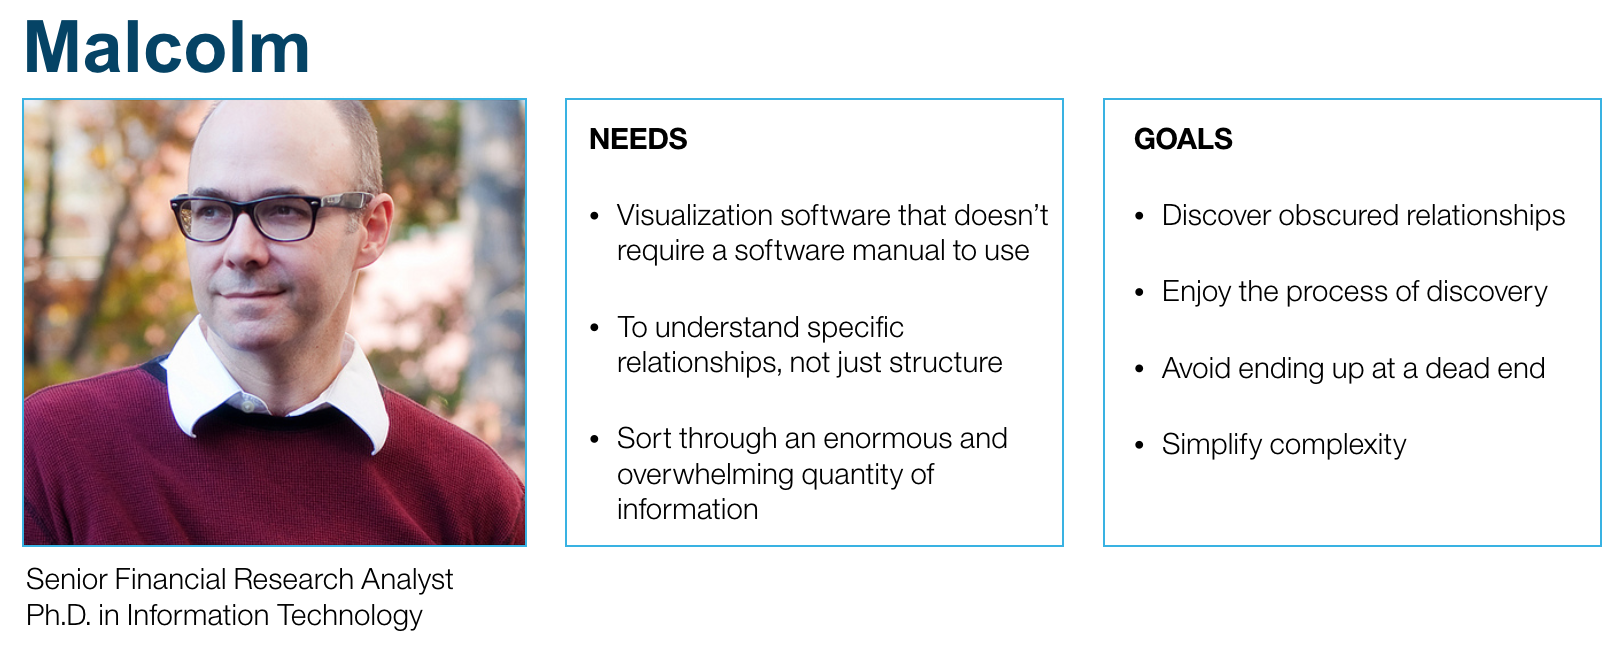 Malcolm
NEEDS
• Visualization software that doesn’t
require a software manual to use
• To understand specific
relationships, not just structure
• Sort through an enormous and
overwhelming quantity of
information
GOALS
• Discover obscured relationships
• Enjoy the process of discovery
• Avoid ending up at a dead end
• Simplify complexity
Senior Financial Research Analyst
Ph.D. in Information Technology